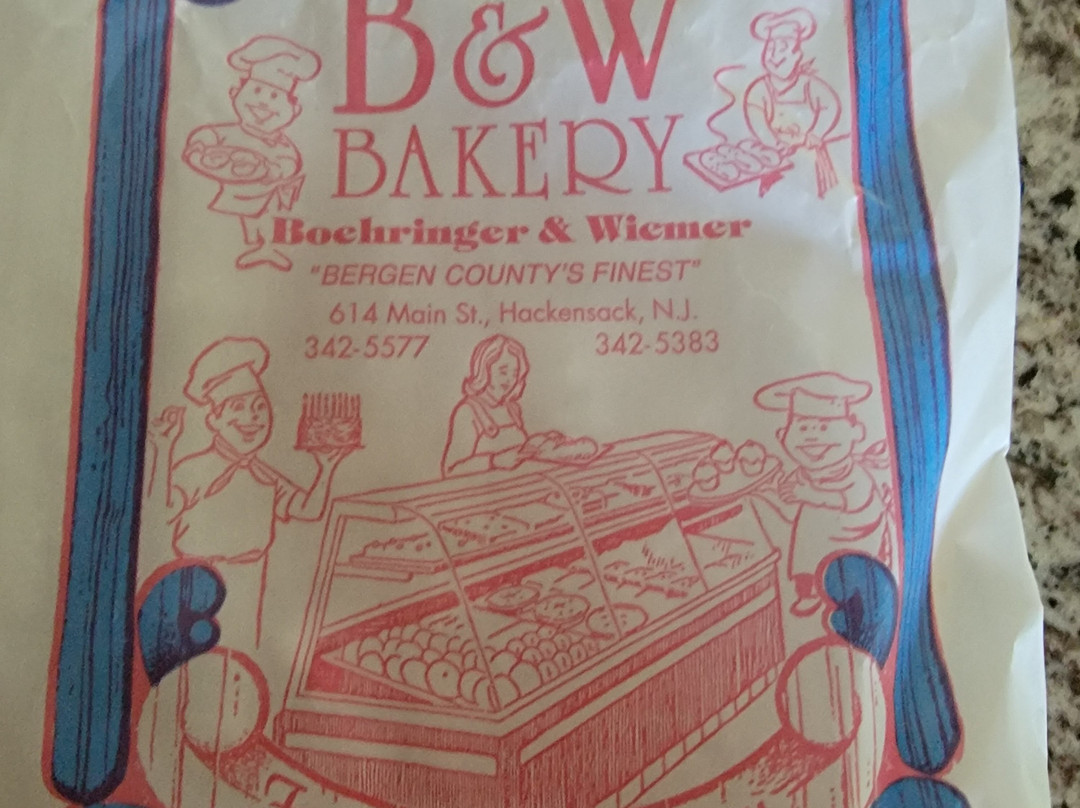 B&W
BAKERY
Boehringer & Wiemer
"BERGEN COUNTY'S FINEST"
614 Main St., Hackensack, N.J.
342-5577 342-5383